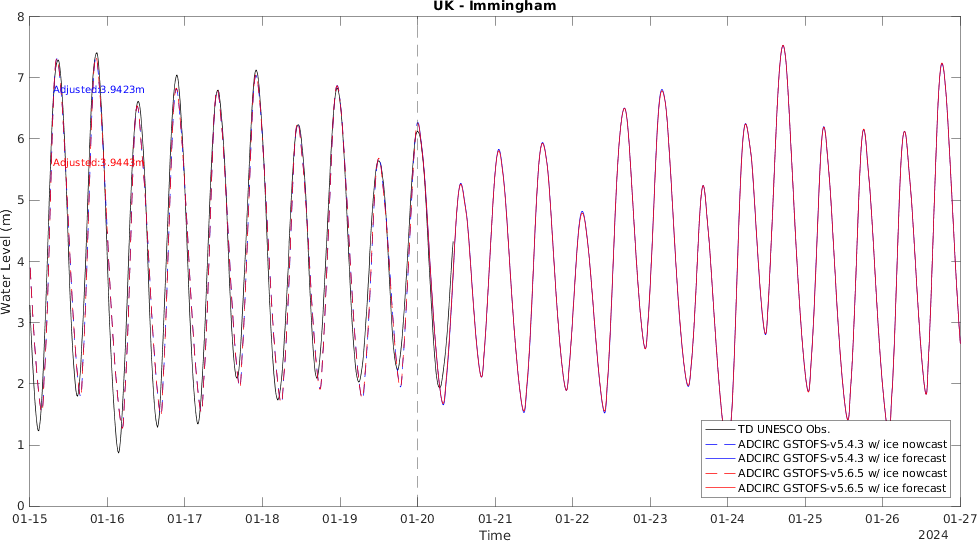 UK - Immingham
8
7
6
5
4
3
2
1
0
Water Level (m)
Adjusted:3.9423m
Adjusted:3.9443m
TD UNESCO Obs.
ADCIRC GSTOFS-v5.4.3 w/ ice nowcast
ADCIRC GSTOFS-v5.4.3 w/ ice forecast
ADCIRC GSTOFS-v5.6.5 w/ ice nowcast
ADCIRC GSTOFS-v5.6.5 w/ ice forecast
01-15 01-16 01-17 01-18 01-19 01-20 01-21 01-22 01-23 01-24 01-25 01-26 01-27
Time
2024